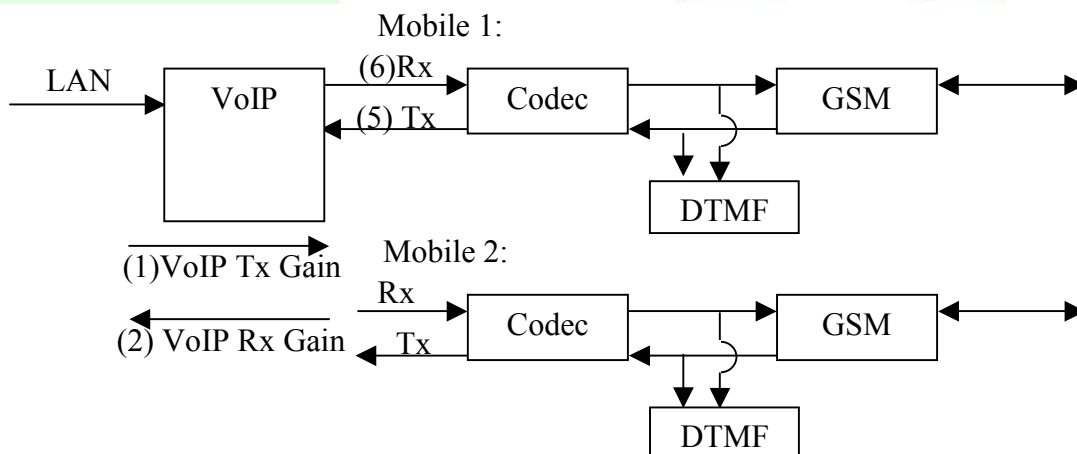 Mobile 1:
LAN
(6)Rx
VoIP
Codec
GSM
(5) Tx
DTMF
(1)VoIP Tx Gain
Mobile 2:
Rx
Codec
GSM
(2) VoIP Rx Gain
Tx
DTMF